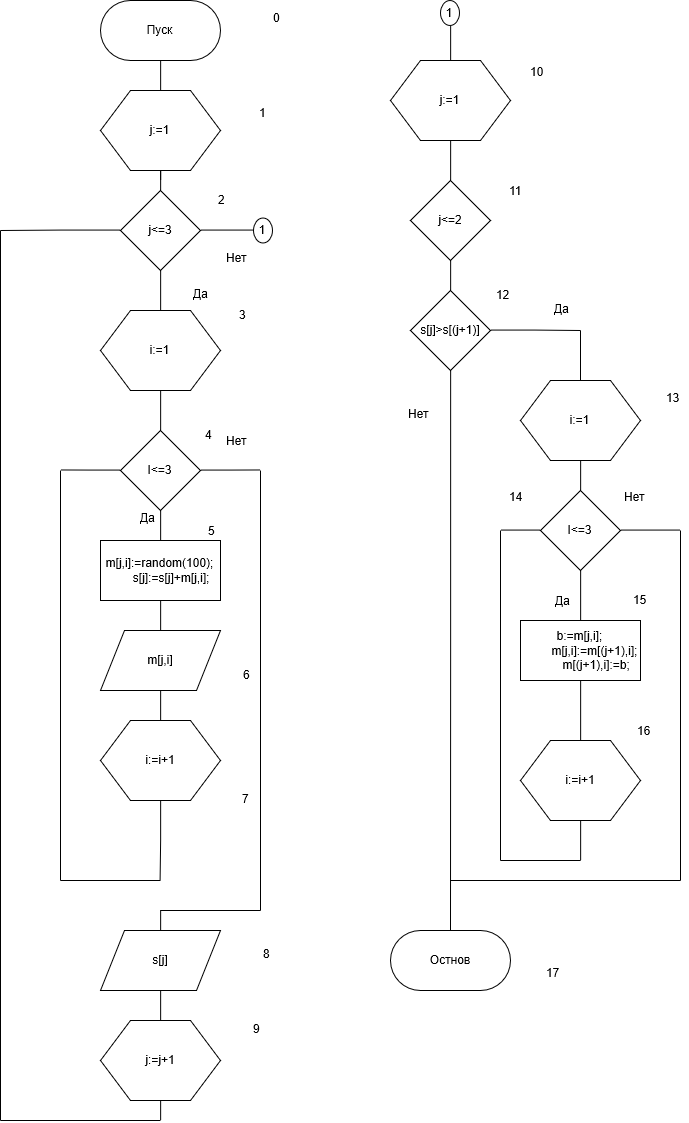 Пуск
0
j:=1
1
j<=3
2
1
Нет
Да
i:=1
3
I<=3
4
Нет
Да
5
m[j,i]:=random(100);
s[j]:=s[j]+m[j,i];
m[j,i]
6
i:=i+1
7
s[j]
8
j:=j+1
9
1
j:=1
10
j<=2
11
s[j]>s[(j+1)]
12
Да
Нет
i:=1
13
14
I<=3
Нет
Да
15
b:=m[j,i];
m[j,i]:=m[(j+1),i];
m[(j+1),i]:=b;
16
i:=i+1
Остнов
17